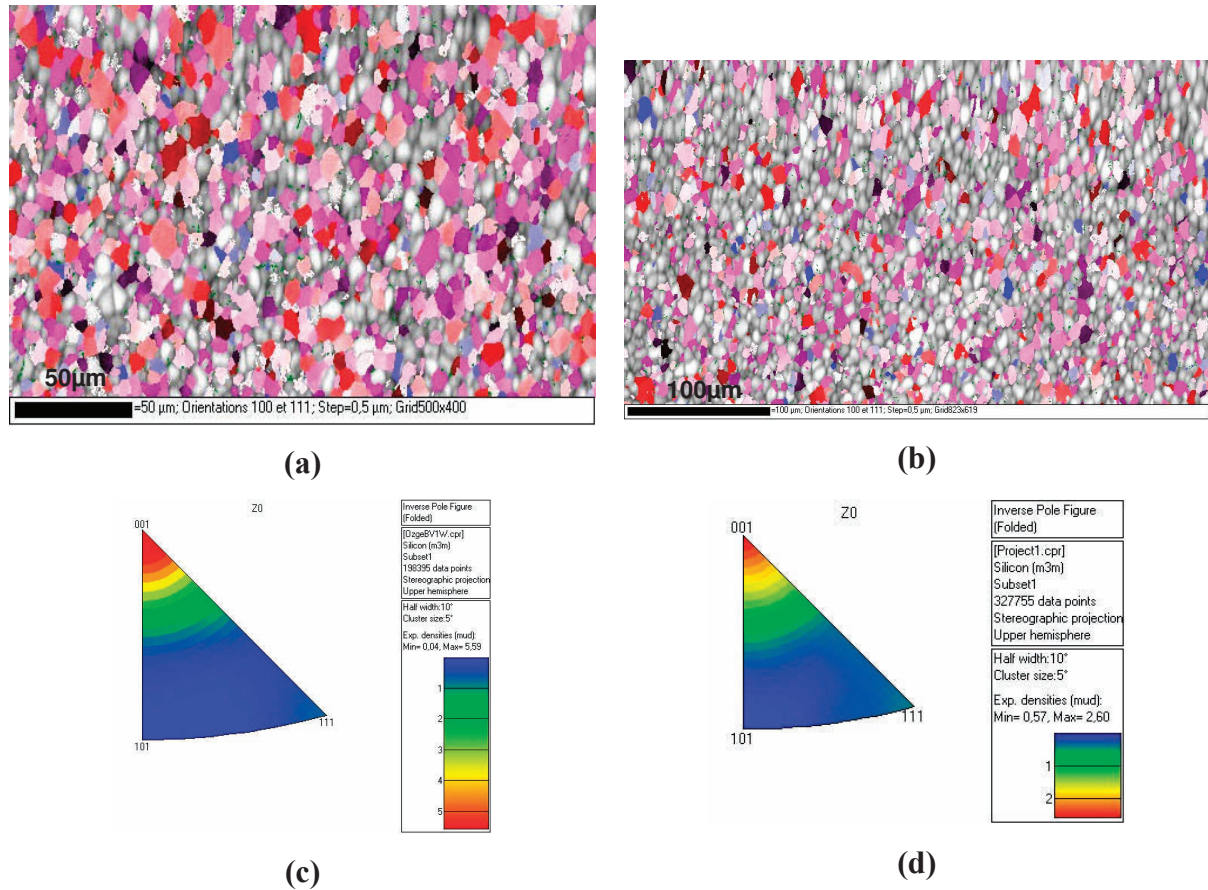 50µm
=50 µm; Orientations 100 et 111; Step=0,5 µm; Grid500x400
(a)
100µm
=100 µm; Orientations 100 et 111; Step=0,5 µm; Grid823x619
(b)
Z0
001
101
111
Inverse Pole Figure
(Folded)
[OzgeBV1W.cpr]
Silicon (m3m)
Subset1
198395 data points
Stereographic projection
Upper hemisphere
Half width:10°
Cluster size:5°
Exp. densities (mud):
Min= 0,04, Max= 5,59
1
2
3
4
5
(c)
Z0
001
101
111
Inverse Pole Figure
(Folded)
[Project1.cpr]
Silicon (m3m)
Subset1
327755 data points
Stereographic projection
Upper hemisphere
Half width:10°
Cluster size:5°
Exp. densities (mud):
Min= 0,57, Max= 2,60
1
2
(d)